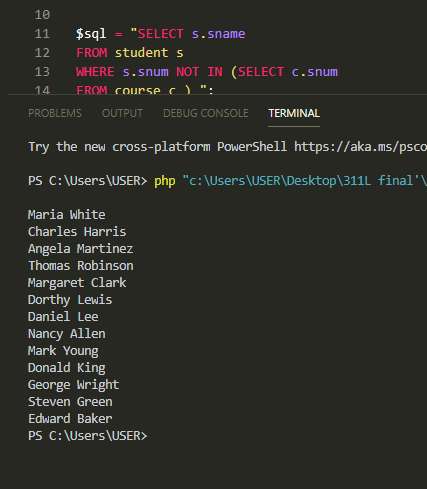 10
11 $sql = "SELECT s.sname
12 FROM student s
13 WHERE s.snum NOT IN (SELECT c.snum
14 FROM course c ) ";
PROBLEMS OUTPUT DEBUG CONSOLE TERMINAL
Try the new cross-platform PowerShell https://aka.ms/psco
PS C:\Users\USER> php "c:\Users\USER\Desktop\311L final'\
Maria White
Charles Harris
Angela Martinez
Thomas Robinson
Margaret Clark
Dorthy Lewis
Daniel Lee
Nancy Allen
Mark Young
Donald King
George Wright
Steven Green
Edward Baker
PS C:\Users\USER>